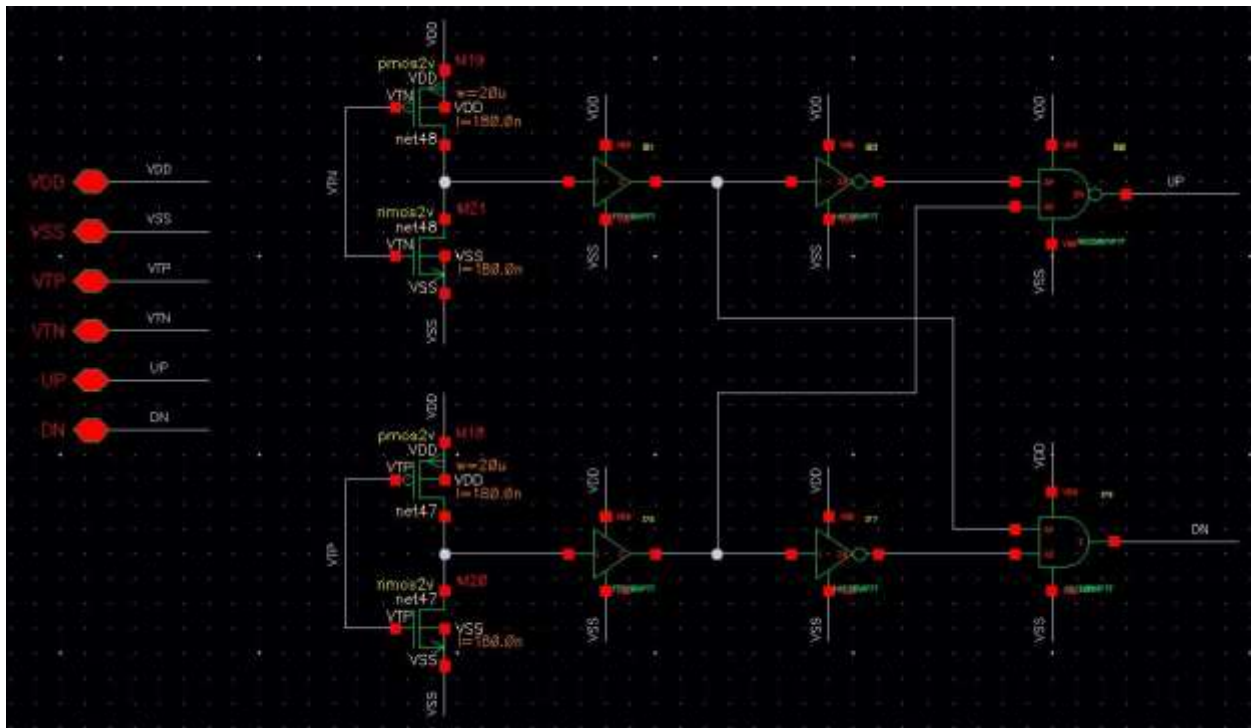 VDD
VDD
VSS
VSS
VTP
VTP
VTN
VTN
UP
UP
DN
DN
VDD
pmos2v
M19
VDD
w=20u
VTN
VDD
l=180.0n
net48
VTN
nmos2v
M21
net48
VTN
VSS
l=180.0n
VSS
VSS
VDD
VSS
VDD
VSS
VDD
VSS
UP
VDD
pmos2v
M18
VDD
w=20u
VTP
VDD
l=180.0n
net47
VTP
nmos2v
M20
net47
VTP
VSS
l=180.0n
VSS
VSS
VDD
VSS
VDD
VSS
VDD
VSS
DN